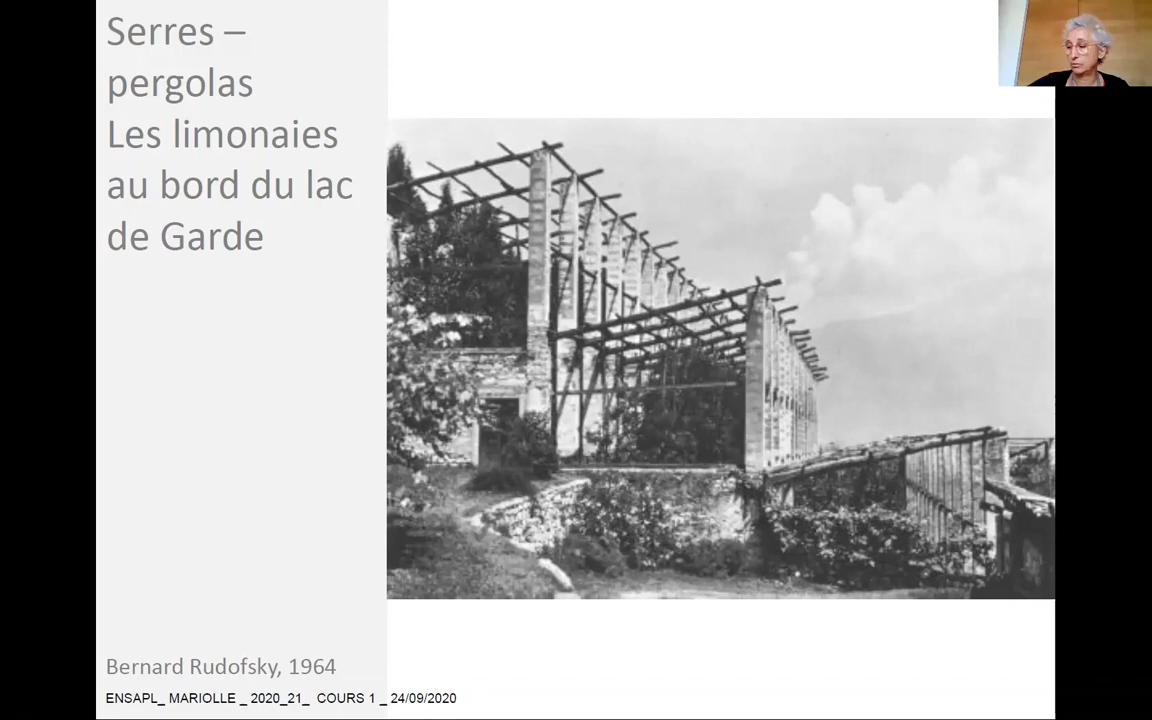 Serres –
pergolas
Les limonaies
au bord du lac
de Garde
Bernard Rudofsky, 1964
ENSAPL_ MARIOLLE _ 2020_21_ COURS 1 _ 24/09/2020